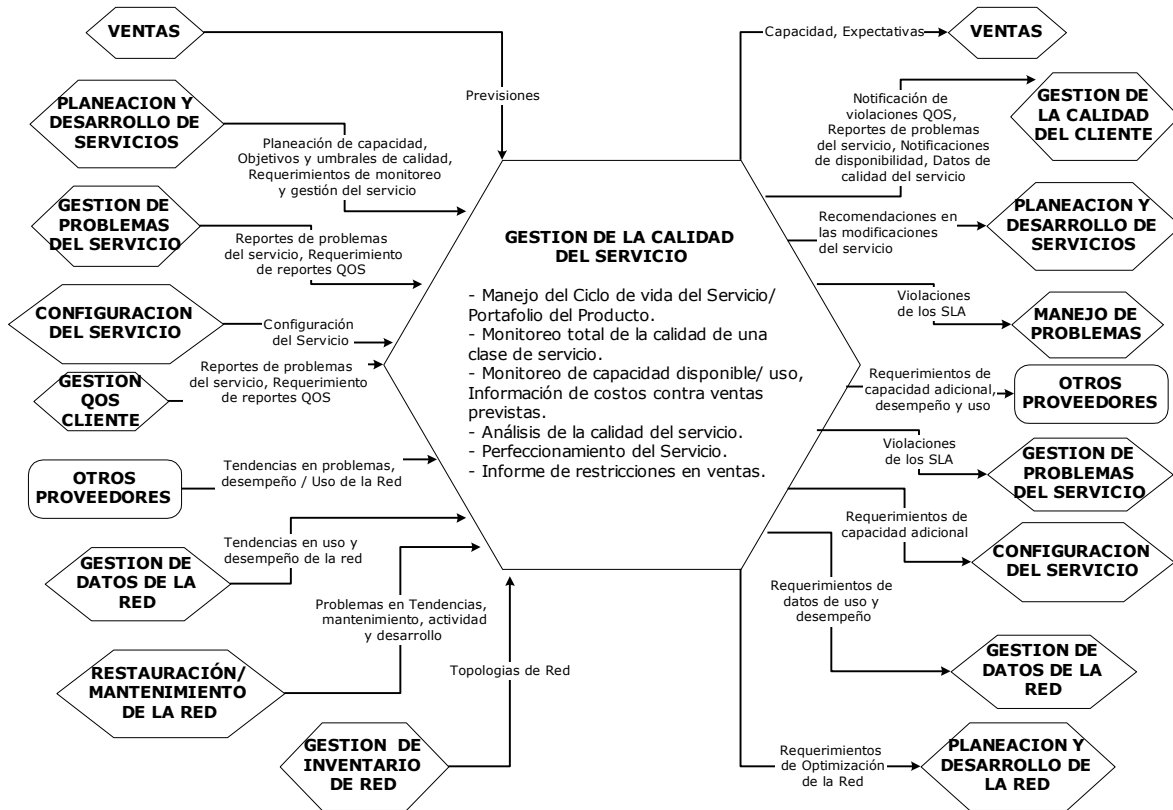 VENTAS
Previsiones
PLANEACION Y
DESARROLLO DE
SERVICIOS
Planeación de capacidad,
Objetivos y umbrales de calidad,
Requerimientos de monitoreo
y gestión del servicio
GESTION DE
PROBLEMAS
DEL SERVICIO
Reportes de problemas
del servicio, Requerimiento
de reportes QOS
CONFIGURACION
DEL SERVICIO
Configuración
del Servicio
GESTION
QOS
CLIENTE
Reportes de problemas
del servicio, Requerimiento
de reportes QOS
OTROS
PROVEEDORES
Tendencias en problemas,
desempeño / Uso de la Red
GESTION DE
DATOS DE LA
RED
Tendencias en uso y
desempeño de la red
RESTAURACIÓN/
MANTENIMIENTO
DE LA RED
Problemas en Tendencias,
mantenimiento, actividad
y desarrollo
GESTION DE
INVENTARIO
DE RED
Topologias de Red
GESTION DE LA CALIDAD
DEL SERVICIO
- Manejo del Ciclo de vida del Servicio/
Portafolio del Producto.
- Monitoreo total de la calidad de una
clase de servicio.
- Monitoreo de capacidad disponible/ uso,
Información de costos contra ventas
previstas.
- Análisis de la calidad del servicio.
- Perfeccionamiento del Servicio.
- Informe de restricciones en ventas.
Capacidad, Expectativas
VENTAS
Notificación de
violaciones QOS,
Reportes de problemas
del servicio, Notificaciones
de disponibilidad, Datos de
calidad del servicio
GESTION DE
LA CALIDAD
DEL CLIENTE
Recomendaciones en
las modificaciones
del servicio
PLANEACION Y
DESARROLLO DE
SERVICIOS
Violaciones
de los SLA
MANEJO DE
PROBLEMAS
Requerimientos de
capacidad adicional,
desempeño y uso
OTROS
PROVEEDORES
Violaciones
de los SLA
GESTION DE
PROBLEMAS
DEL SERVICIO
Requerimientos de
capacidad adicional
CONFIGURACION
DEL SERVICIO
Requerimientos de
datos de uso y
desempeño
GESTION DE
DATOS DE LA
RED
Requerimientos
de Optimización
de la Red
PLANEACION Y
DESARROLLO DE
LA RED